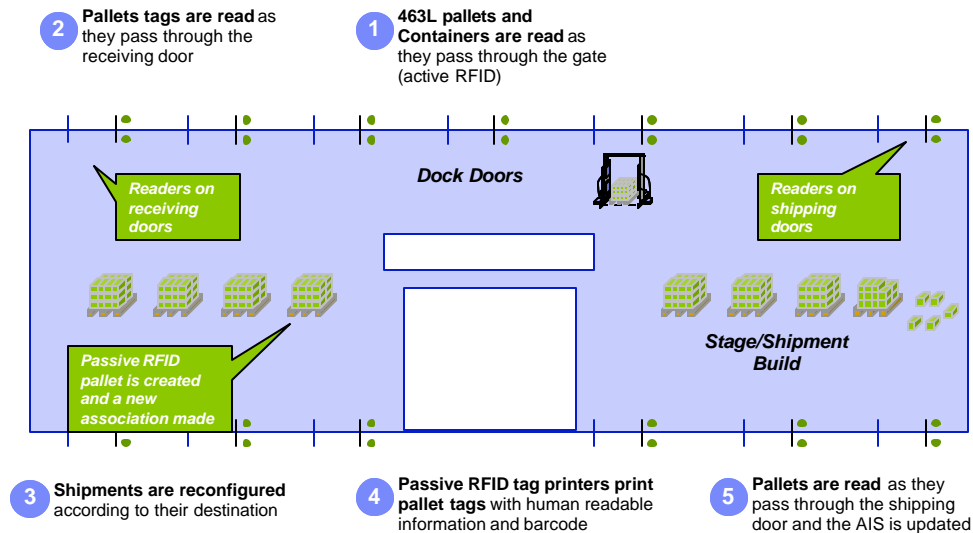 2
Pallets tags are read as
they pass through the
receiving door
1
463L pallets and
Containers are read as
they pass through the gate
(active RFID)
Dock Doors
Readers on
receiving
doors
Readers on
shipping
doors
Passive RFID
pallet is created
and a new
association made
Stage/Shipment
Build
3
Shipments are reconfigured
according to their destination
4
Passive RFID tag printers print
pallet tags with human readable
information and barcode
5
Pallets are read as they
pass through the shipping
door and the AIS is updated